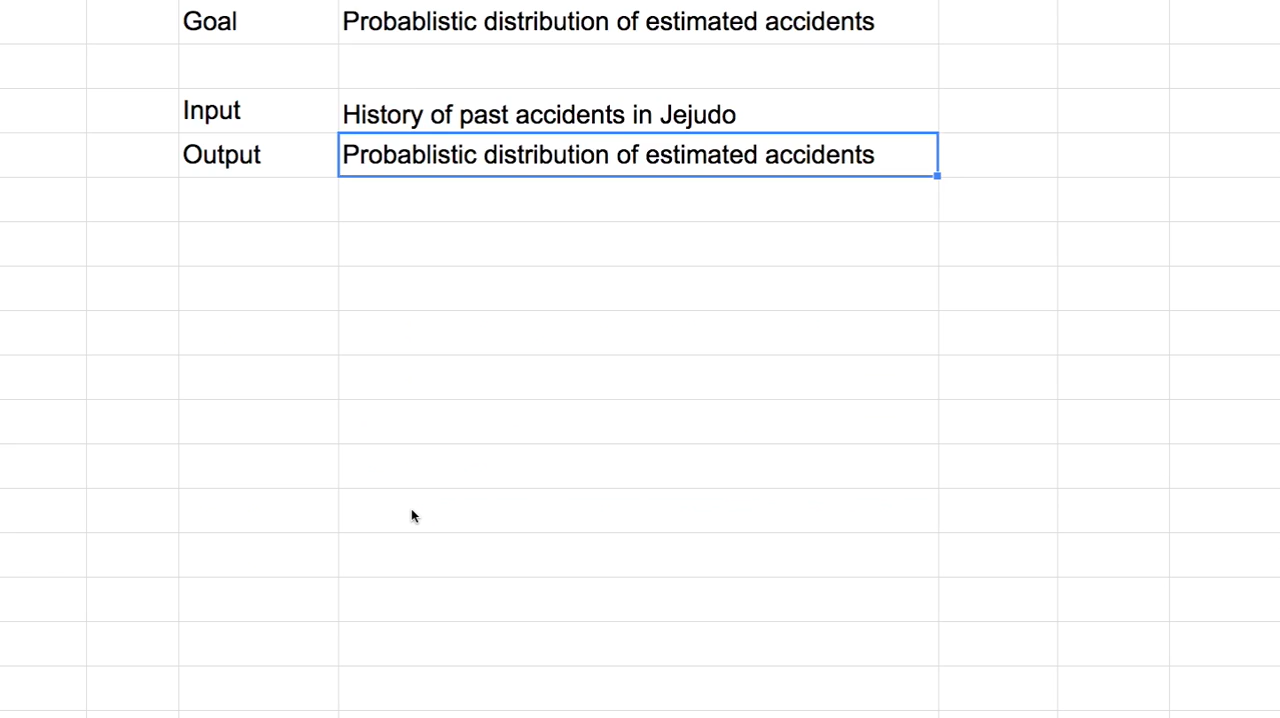 Goal Probablistic distribution of estimated accidents
Input History of past accidents in Jejudo
Output Probablistic distribution of estimated accidents